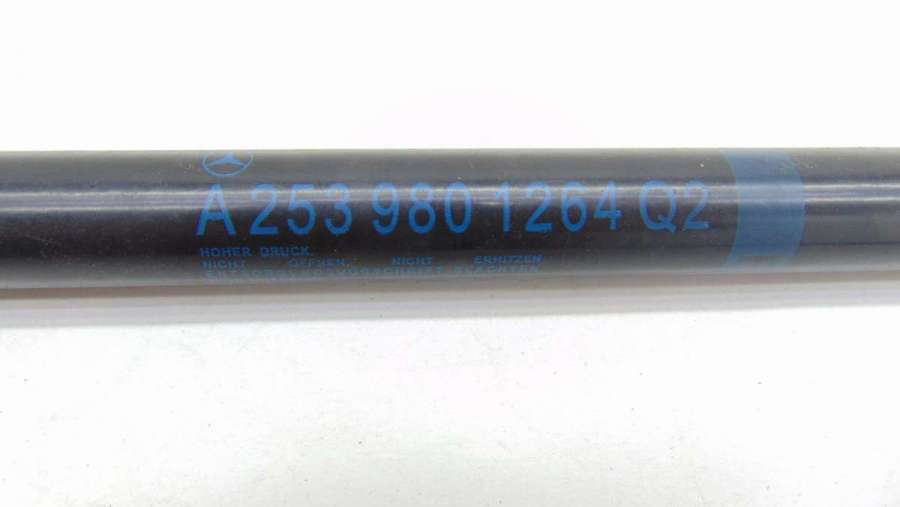 A 253 980 1264 Q2
HOHER DRUCK.
NICHT ÖFFNEN. NICHT ERHITZEN